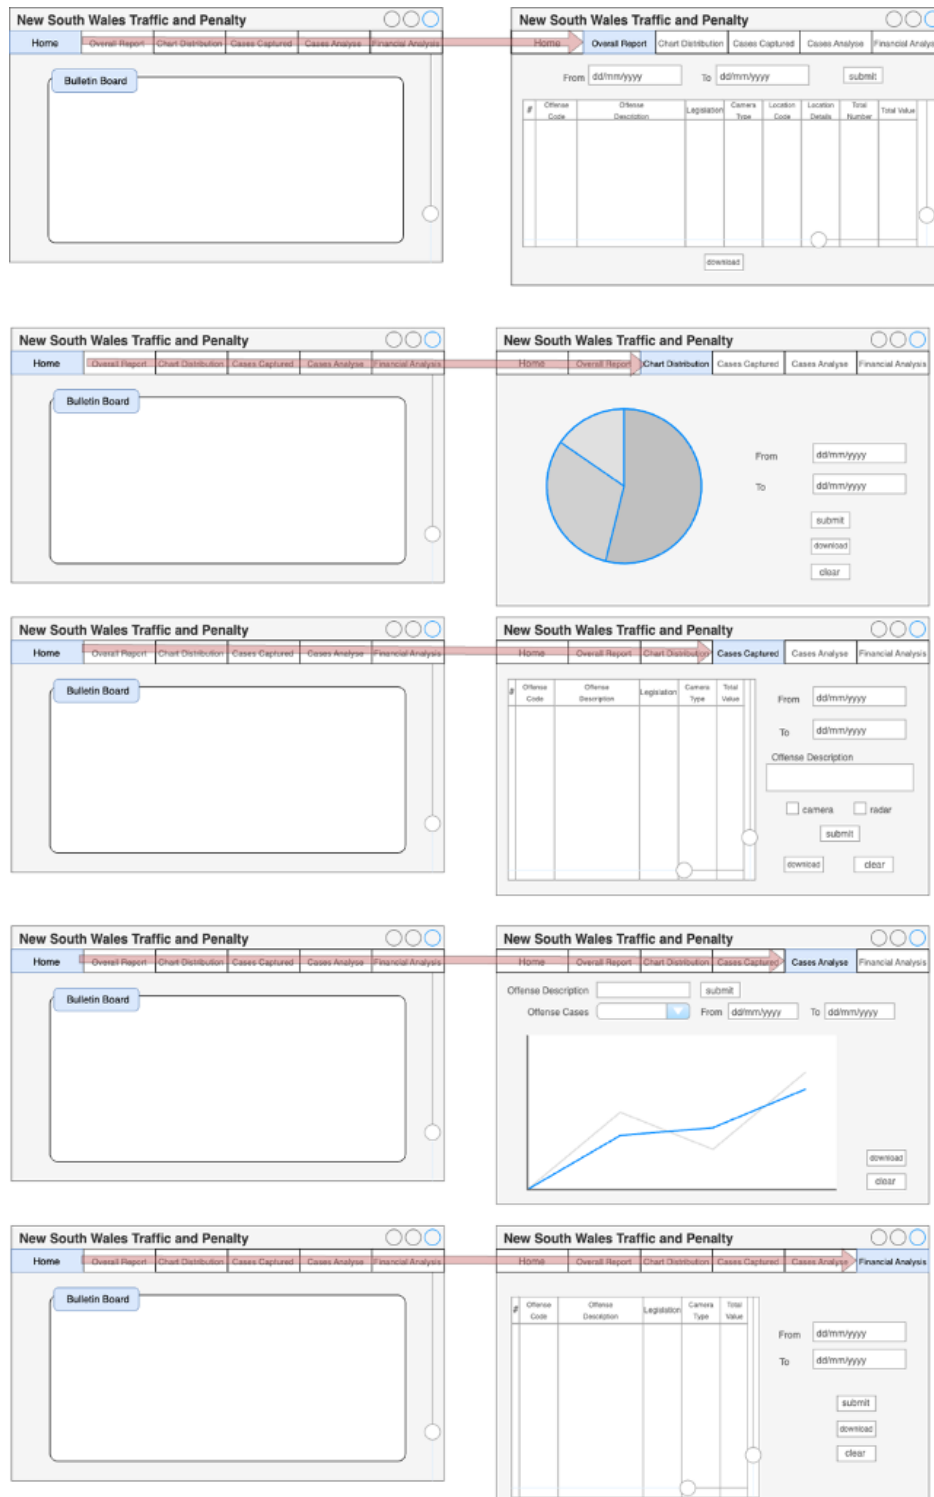 New South Wales Traffic and Penalty
Home Overall Report Chart Distribution Cases Captured Cases Analyse Financial Analysis
Bulletin Board
New South Wales Traffic and Penalty
Home Overall Report Chart Distribution Cases Captured Cases Analyse Financial Analys
From dd/mm/yyyy To dd/mm/yyyy submit
# Offense Code Offense Description Legislation Camera Type Location Code Location Details Total Number Total Value
download
New South Wales Traffic and Penalty
Home Overall Report Chart Distribution Cases Captured Cases Analyse Financial Analysis
Bulletin Board
New South Wales Traffic and Penalty
Home Overall Report Chart Distribution Cases Captured Cases Analyse Financial Analysis
From dd/mm/yyyy
To dd/mm/yyyy
submit
download
clear
New South Wales Traffic and Penalty
Home Overall Report Chart Distribution Cases Captured Cases Analyse Financial Analysis
Bulletin Board
New South Wales Traffic and Penalty
Home Overall Report Chart Distribution Cases Captured Cases Analyse Financial Analysis
# Offense Code Offense Description Legislation Camera Type Total Value
From dd/mm/yyyy
To dd/mm/yyyy
Offense Description
camera radar
submit
download clear
New South Wales Traffic and Penalty
Home Overall Report Chart Distribution Cases Captured Cases Analyse Financial Analysis
Bulletin Board
New South Wales Traffic and Penalty
Home Overall Report Chart Distribution Cases Captured Cases Analyse Financial Analysis
Offense Description submit
Offense Cases From dd/mm/yyyy To dd/mm/yyyy
download
clear
New South Wales Traffic and Penalty
Home Overall Report Chart Distribution Cases Captured Cases Analyse Financial Analysis
Bulletin Board
New South Wales Traffic and Penalty
Home Overall Report Chart Distribution Cases Captured Cases Analyse Financial Analysis
# Offense Code Offense Description Legislation Camera Type Total Value
From dd/mm/yyyy
To dd/mm/yyyy
submit
download
clear